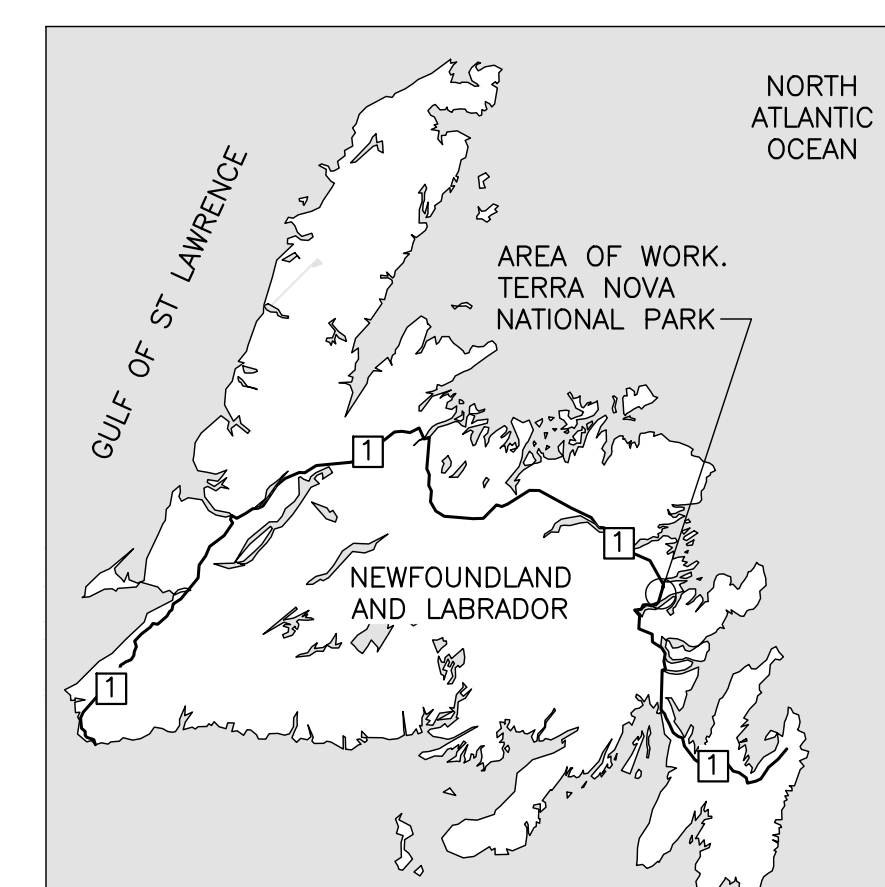 NORTH
ATLANTIC
OCEAN
GULF OF ST LAWRENCE
AREA OF WORK.
TERRA NOVA
NATIONAL PARK
1
1
NEWFOUNDLAND
AND LABRADOR
1
1